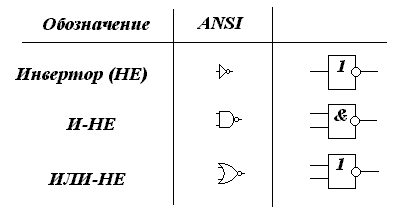 Обозначение ANSI
Инвертор (НЕ) 1
И-НЕ &
ИЛИ-НЕ 1